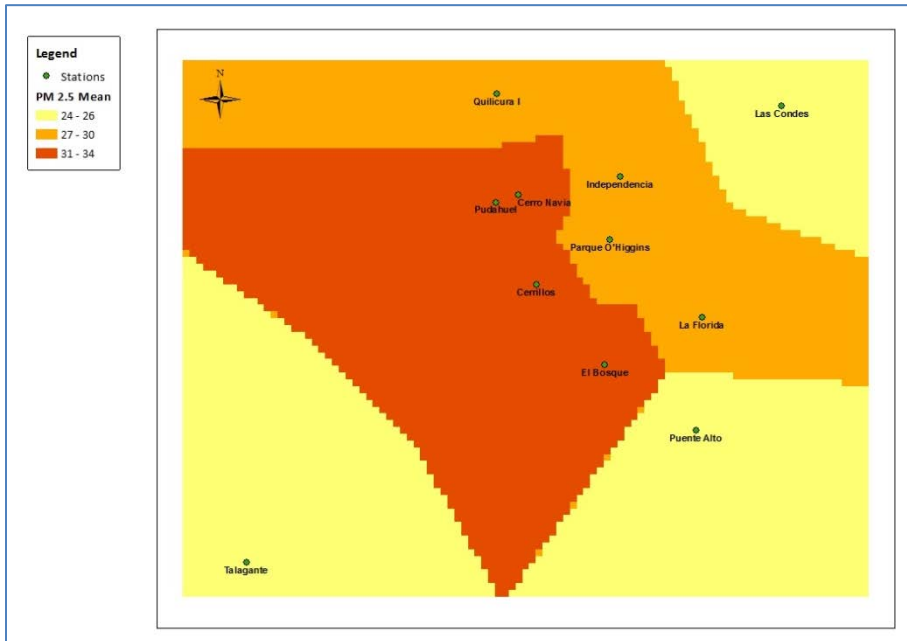 Legend
Stations
PM 2.5 Mean
24 - 26
27 - 30
31 - 34
N
Quilicura I
Las Condes
Independencia
Cerro Navia
Pudahuel
Parque O'Higgins
Cerrillos
La Florida
El Bosque
Puente Alto
Talagante